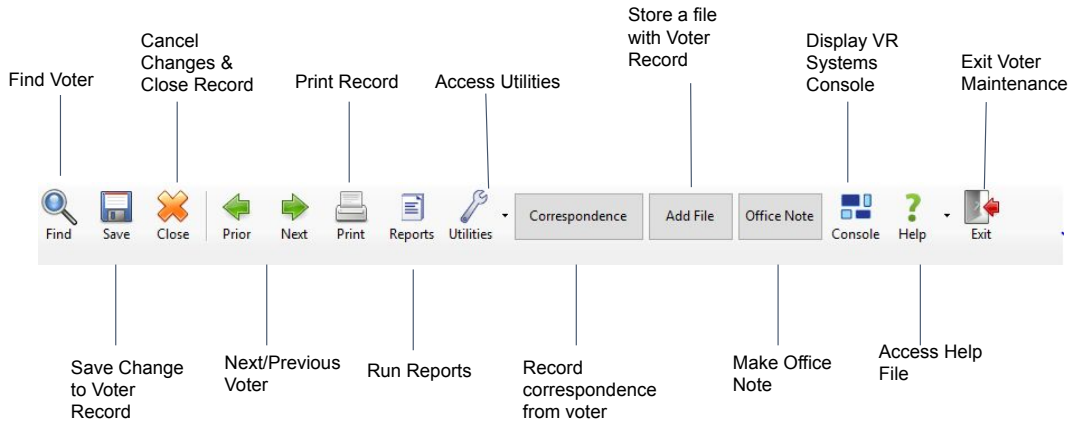 Store a file
with Voter
Record
Cancel
Changes &
Close Record
Display VR
Systems
Console
Exit Voter
Maintenance
Find Voter
Print Record
Access Utilities
Correspondence
Add File
Office Note
Find
Save
Close
Prior
Next
Print
Reports
Utilities
Console
Help
Exit
Save Change
to Voter
Record
Next/Previous
Voter
Run Reports
Record
correspondence
from voter
Make Office
Note
Access Help
File